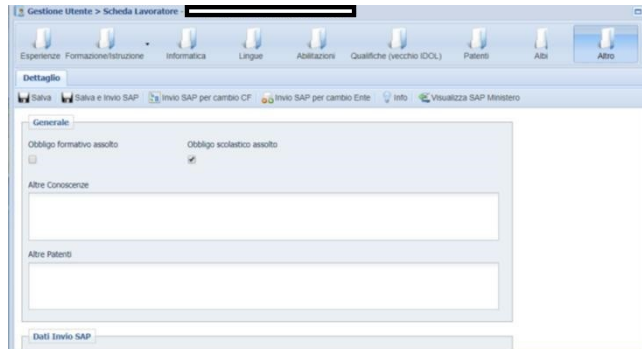 Gestione Utente > Scheda Lavoratore -
Esperienze Formazione/Istruzione Informatica Lingue Abilitazioni Qualifiche (vecchio IDOL) Patenti Albi Altro
Dettaglio
Salva Salva e Invio SAP Invio SAP per cambio CF Invio SAP per cambio Ente Info Visualizza SAP Ministero
Generale
Obbligo formativo assolto Obbligo scolastico assolto
Altre Conoscenze
Altre Patenti
Dati Invio SAP